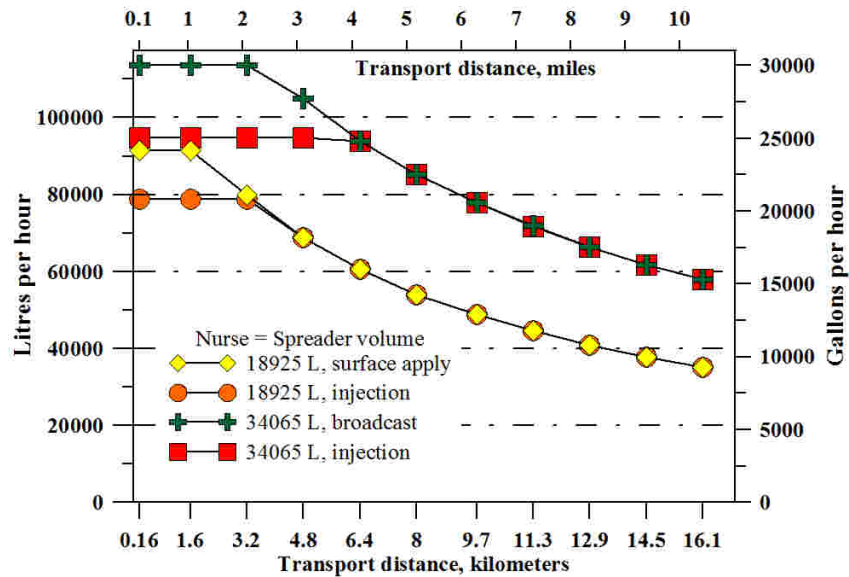 0.1 1 2 3 4 5 6 7 8 9 10
Transport distance, miles
30000
100000
25000
80000
20000
60000
15000
40000
10000
20000
5000
0
0
Litres per hour
Gallons per hour
Nurse = Spreader volume
18925 L, surface apply
18925 L, injection
34065 L, broadcast
34065 L, injection
0.16 1.6 3.2 4.8 6.4 8 9.7 11.3 12.9 14.5 16.1
Transport distance, kilometers